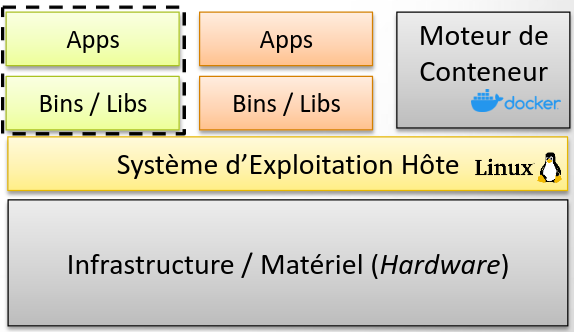 Apps
Bins / Libs
Apps
Bins / Libs
Moteur de
Conteneur
docker
Système d’Exploitation Hôte Linux
Infrastructure / Matériel (Hardware)